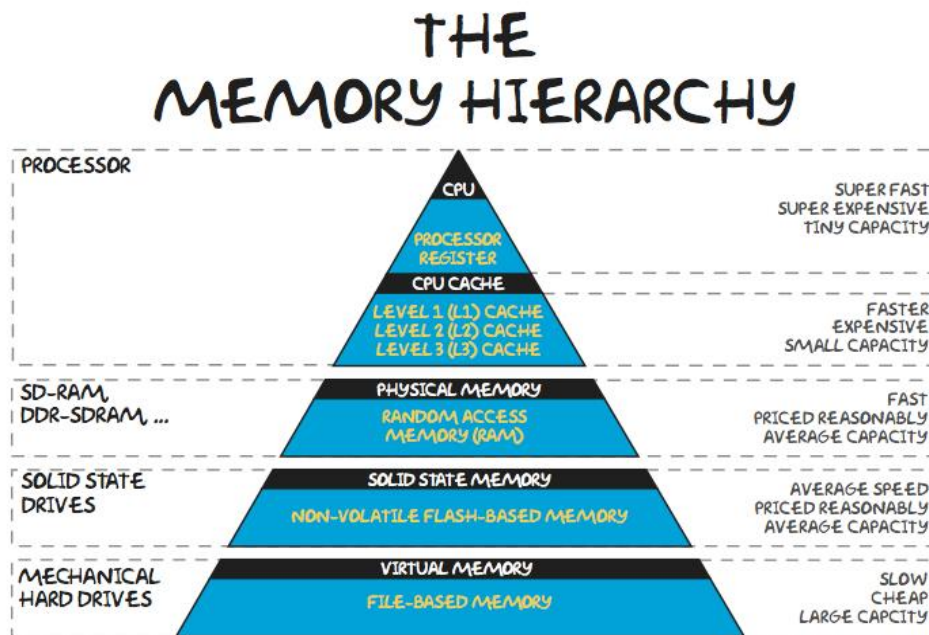 THE
MEMORY HIERARCHY
PROCESSOR
CPU
PROCESSOR
REGISTER
SUPER FAST
SUPER EXPENSIVE
TINY CAPACITY
CPU CACHE
LEVEL 1 (L1) CACHE
LEVEL 2 (L2) CACHE
LEVEL 3 (L3) CACHE
FASTER
EXPENSIVE
SMALL CAPACITY
SD-RAM,
DDR-SDRAM, ...
PHYSICAL MEMORY
RANDOM ACCESS
MEMORY (RAM)
FAST
PRICED REASONABLY
AVERAGE CAPACITY
SOLID STATE
DRIVES
SOLID STATE MEMORY
NON-VOLATILE FLASH-BASED MEMORY
AVERAGE SPEED
PRICED REASONABLY
AVERAGE CAPACITY
MECHANICAL
HARD DRIVES
VIRTUAL MEMORY
FILE-BASED MEMORY
SLOW
CHEAP
LARGE CAPCITY